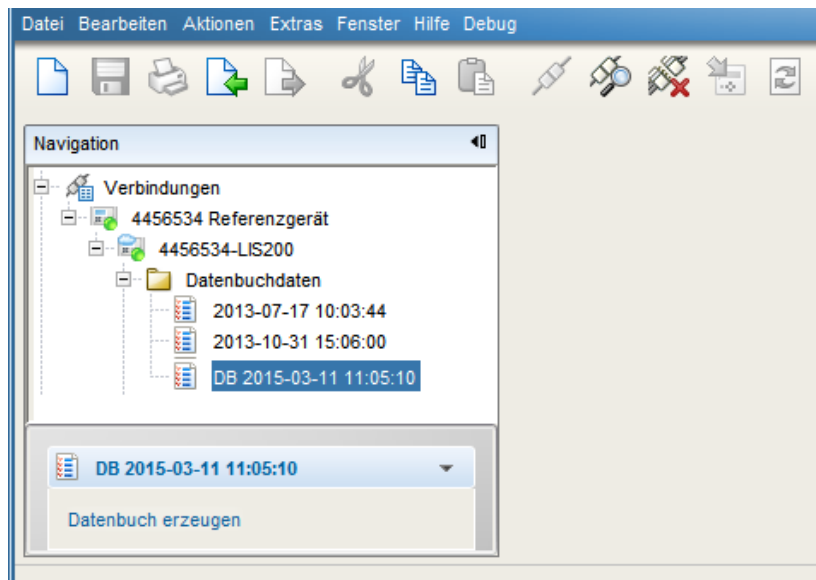 Datei Bearbeiten Aktionen Extras Fenster Hilfe Debug
Navigation
Verbindungen
4456534 Referenzgerät
4456534-LIS200
Datenbuchdaten
2013-07-17 10:03:44
2013-10-31 15:06:00
DB 2015-03-11 11:05:10
DB 2015-03-11 11:05:10
Datenbuch erzeugen